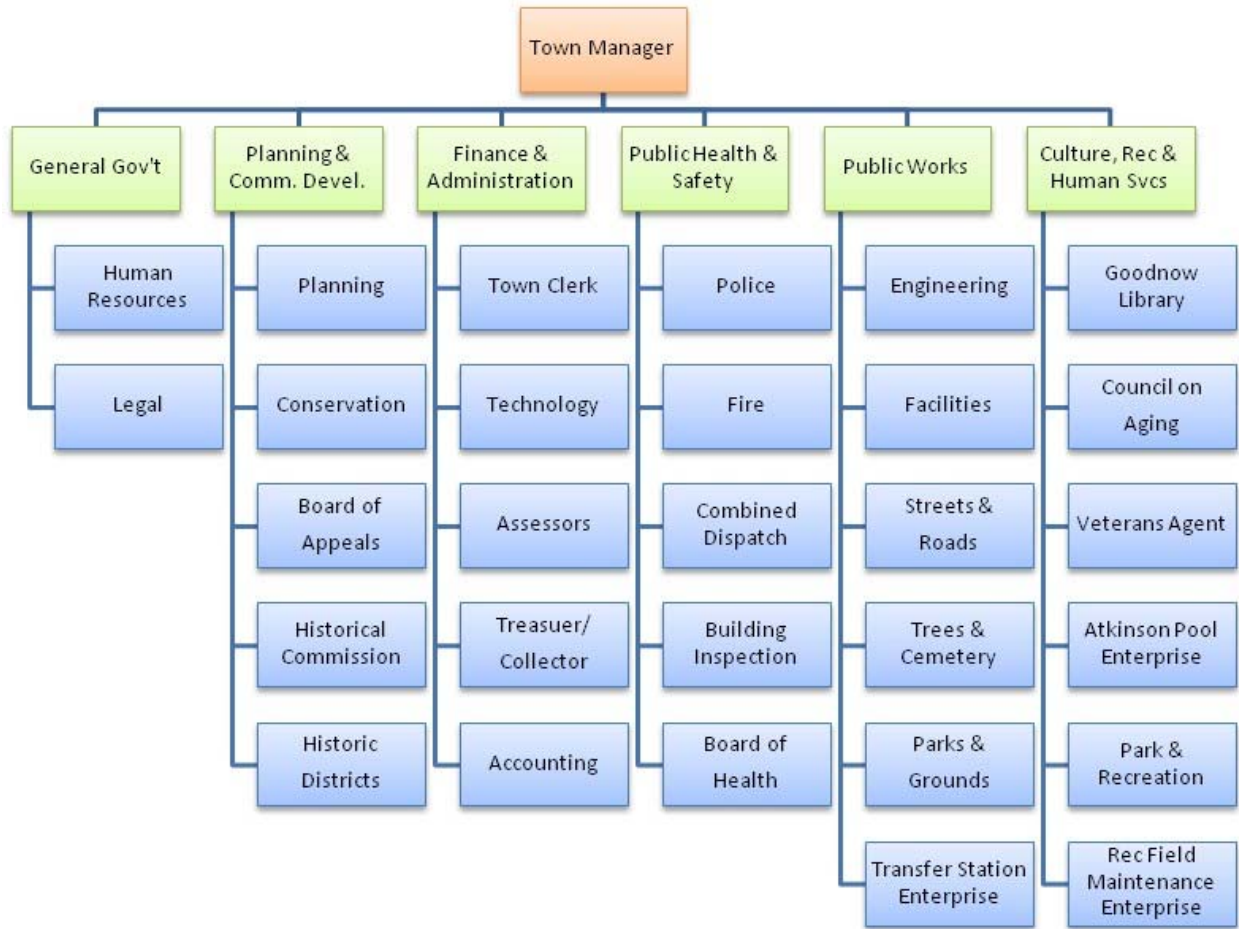 Town Manager
General Gov't
Planning &
Comm. Devel.
Finance &
Administration
Public Health &
Safety
Public Works
Culture, Rec &
Human Svcs
Human
Resources
Legal
Planning
Conservation
Board of
Appeals
Historical
Commission
Historic
Districts
Town Clerk
Technology
Assessors
Treasuer/
Collector
Accounting
Police
Fire
Combined
Dispatch
Building
Inspection
Board of
Health
Engineering
Facilities
Streets &
Roads
Trees &
Cemetery
Parks &
Grounds
Transfer Station
Enterprise
Goodnow
Library
Council on
Aging
Veterans Agent
Atkinson Pool
Enterprise
Park &
Recreation
Rec Field
Maintenance
Enterprise